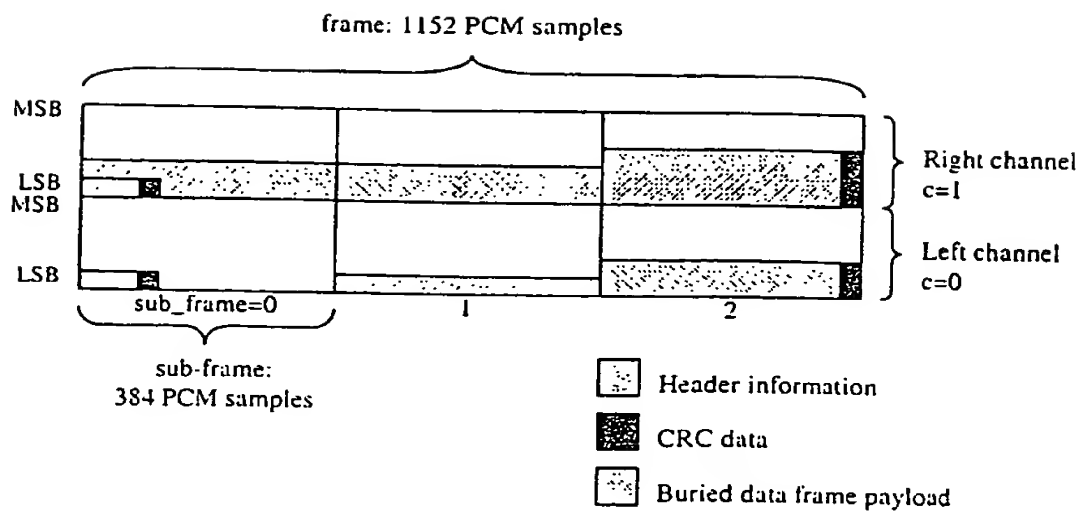 frame: 1152 PCM samples
MSB
LSB
MSB
LSB
Right channel
c=1
Left channel
c=0
sub_frame=0
1
2
sub-frame:
384 PCM samples
Header information
CRC data
Buried data frame payload